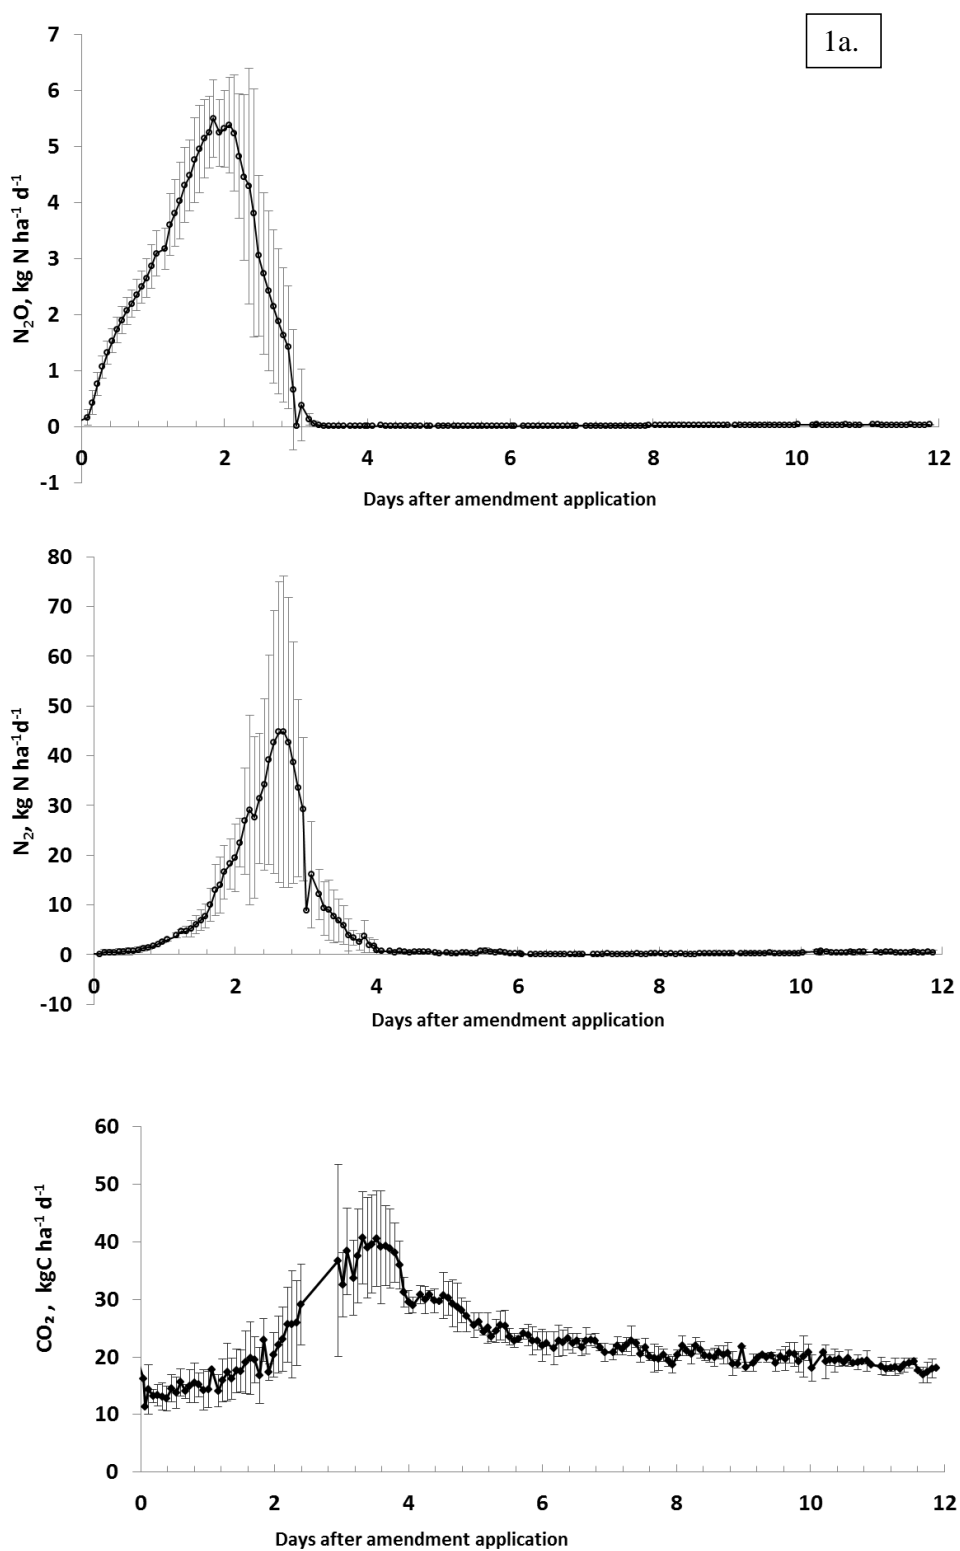 1a.
7
6
5
4
3
2
1
0
-1
N₂O, kg N ha⁻¹ d⁻¹
0 2 4 6 8 10 12
Days after amendment application
80
70
60
50
40
30
20
10
0
-10
N₂, kg N ha⁻¹d⁻¹
0 2 4 6 8 10 12
Days after amendment application
60
50
40
30
20
10
0
CO₂ , kgC ha⁻¹ d⁻¹
0 2 4 6 8 10 12
Days after amendment application